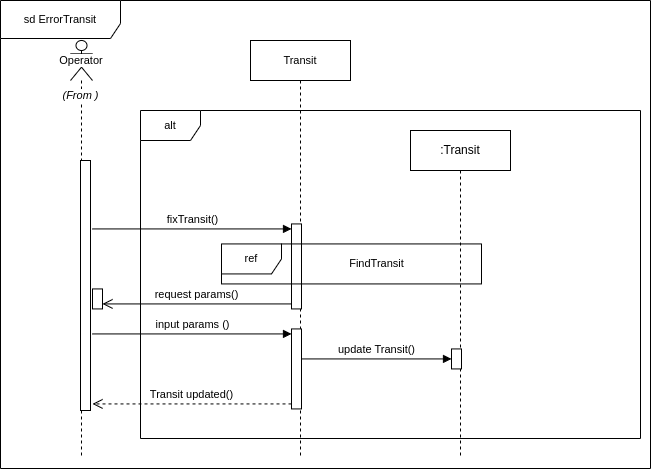 sd ErrorTransit
Operator
(From )
Transit
alt
:Transit
fixTransit()
ref
FindTransit
request params()
input params ()
update Transit()
Transit updated()